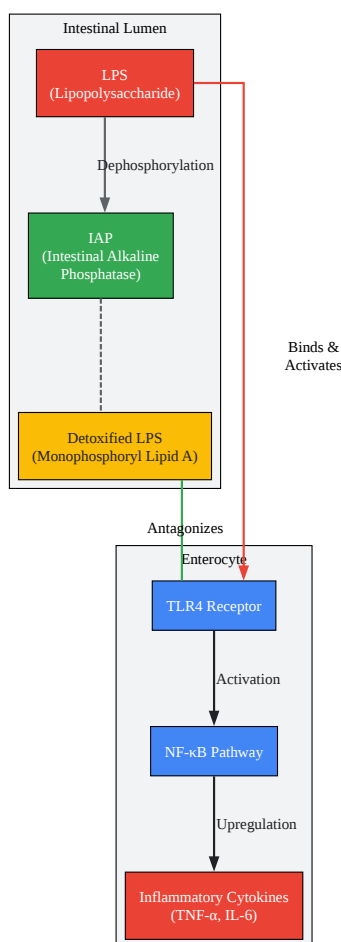 Intestinal Lumen
LPS
(Lipopolysaccharide)
Dephosphorylation
IAP
(Intestinal Alkaline
Phosphatase)
Binds &
Activates
Detoxified LPS
(Monophosphoryl Lipid A)
Antagonizes
Enterocyte
TLR4 Receptor
Activation
NF-κB Pathway
Upregulation
Inflammatory Cytokines
(TNF-α, IL-6)